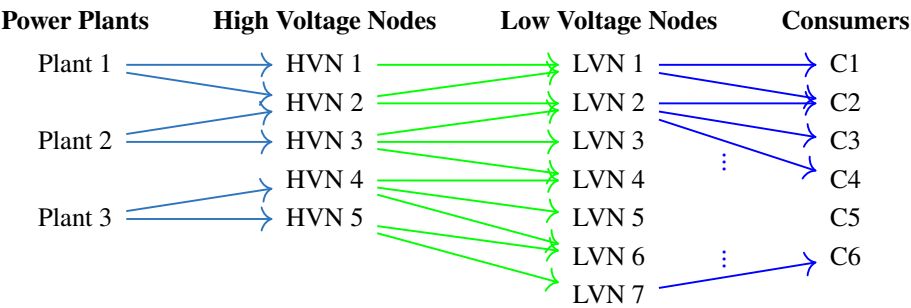 Power Plants High Voltage Nodes Low Voltage Nodes Consumers
Plant 1 HVN 1 LVN 1 C1
HVN 2 LVN 2 C2
Plant 2 HVN 3 LVN 3 C3
HVN 4 LVN 4 C4
Plant 3 HVN 5 LVN 5 C5
LVN 6 C6
LVN 7